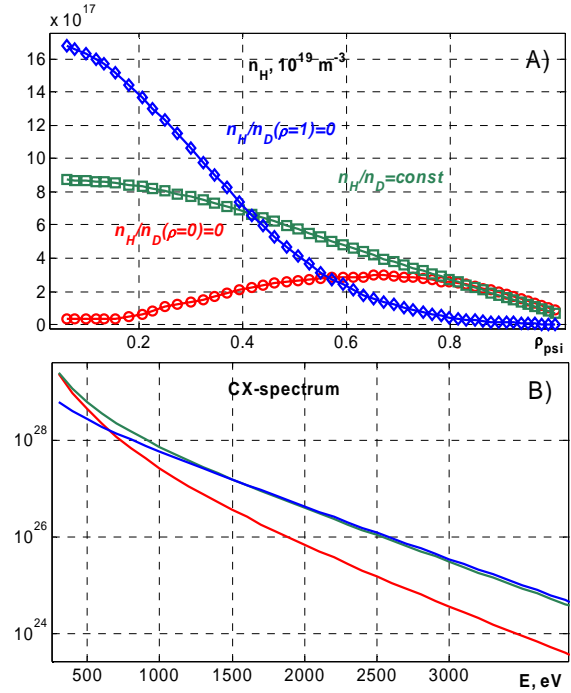 x 10^17
A)
n_H, 10^19 m^-3
n_H/n_D(ρ=1)=0
n_H/n_D=const
n_H/n_D(ρ=0)=0
16
14
12
10
8
6
4
2
0
0.2
0.4
0.6
0.8
ρ_psi
CX-spectrum
B)
10^28
10^26
10^24
500
1000
1500
2000
2500
3000
E, eV